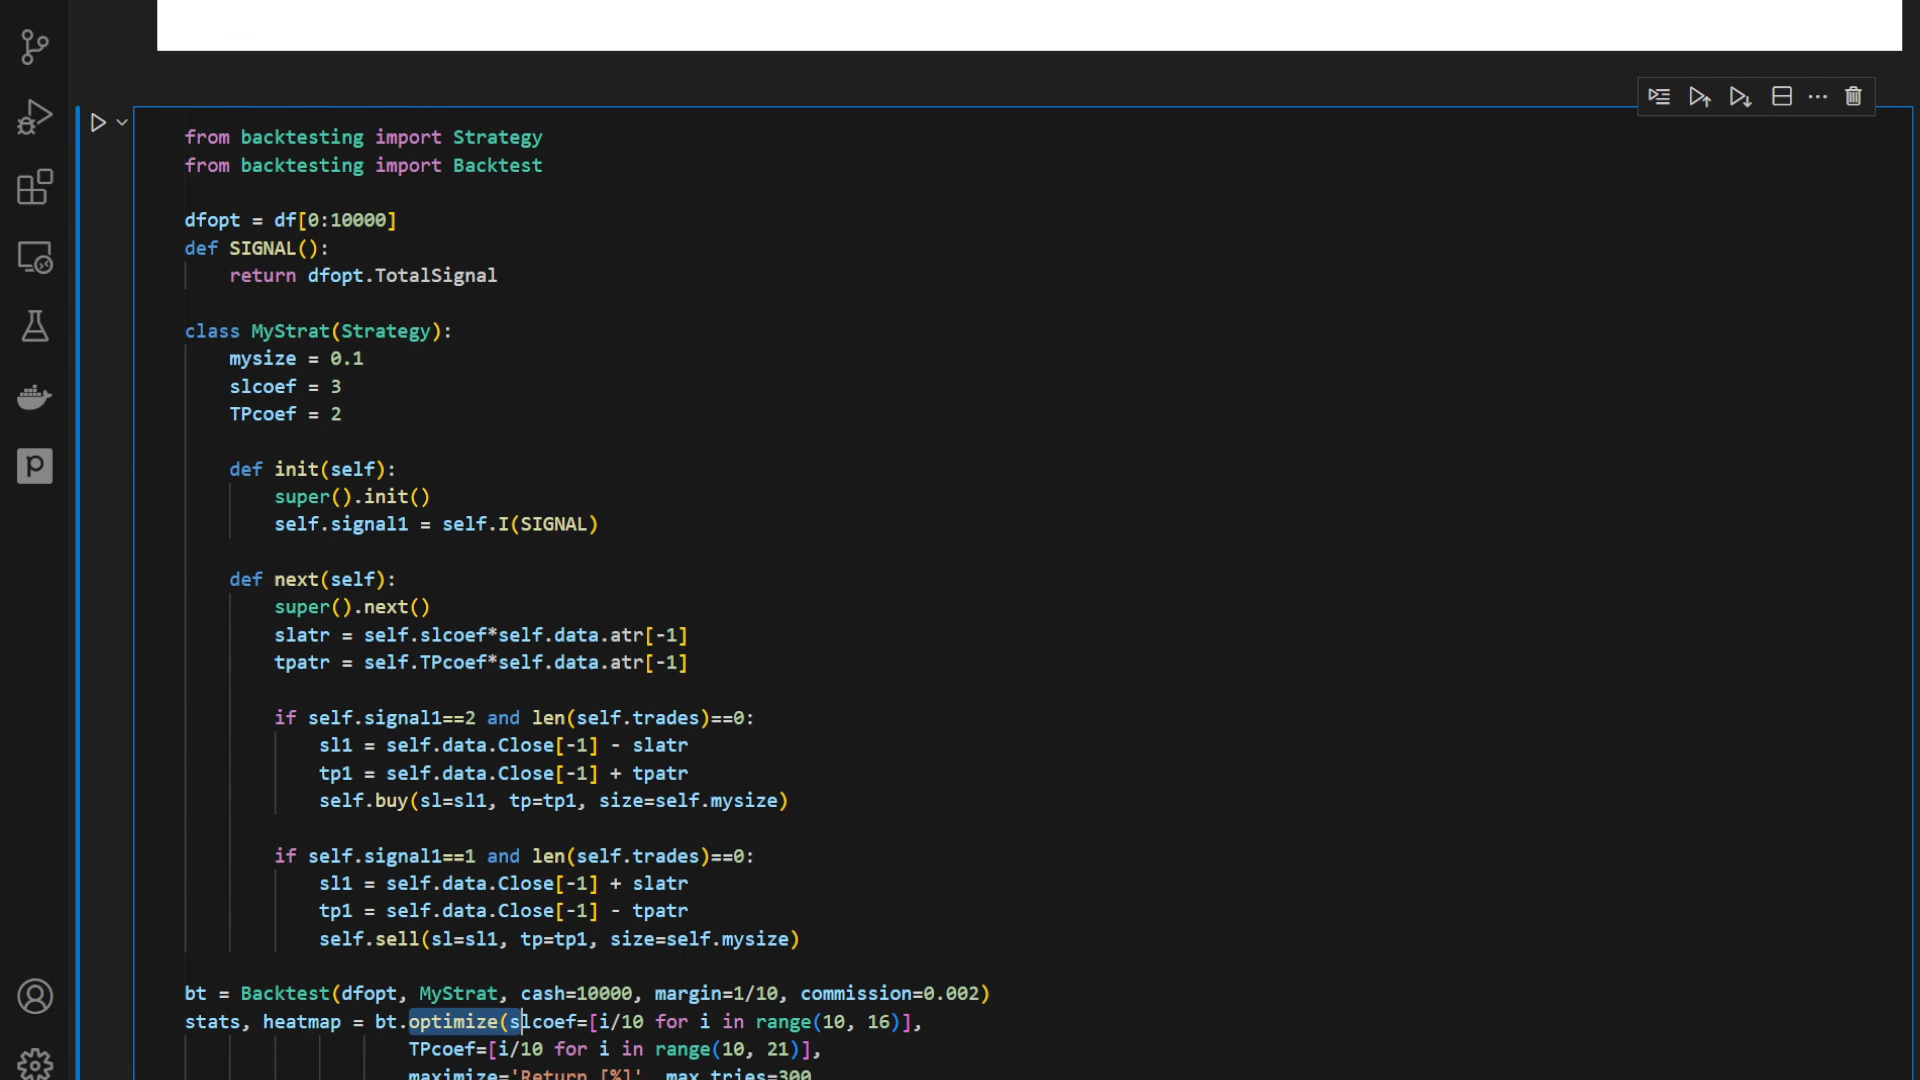 from backtesting import Strategy
from backtesting import Backtest
dfopt = df[0:10000]
def SIGNAL():
    return dfopt.TotalSignal
class MyStrat(Strategy):
    mysize = 0.1
    slcoef = 3
    TPcoef = 2
    def init(self):
        super().init()
        self.signal1 = self.I(SIGNAL)
    def next(self):
        super().next()
        slatr = self.slcoef*self.data.atr[-1]
        tpatr = self.TPcoef*self.data.atr[-1]
        if self.signal1==2 and len(self.trades)==0:
            sl1 = self.data.Close[-1] - slatr
            tp1 = self.data.Close[-1] + tpatr
            self.buy(sl=sl1, tp=tp1, size=self.mysize)
        if self.signal1==1 and len(self.trades)==0:
            sl1 = self.data.Close[-1] + slatr
            tp1 = self.data.Close[-1] - tpatr
            self.sell(sl=sl1, tp=tp1, size=self.mysize)
bt = Backtest(dfopt, MyStrat, cash=10000, margin=1/10, commission=0.002)
stats, heatmap = bt.optimize(slcoef=[i/10 for i in range(10, 16)],
                    TPcoef=[i/10 for i in range(10, 21)],
                    maximize='Return [%]', max_tries=300